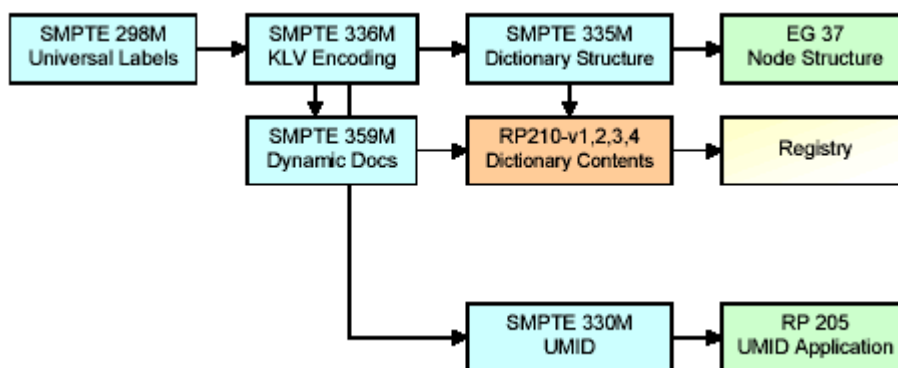 SMPTE 298M
Universal Labels
SMPTE 336M
KLV Encoding
SMPTE 335M
Dictionary Structure
EG 37
Node Structure
SMPTE 359M
Dynamic Docs
RP210-v1,2,3,4
Dictionary Contents
Registry
SMPTE 330M
UMID
RP 205
UMID Application